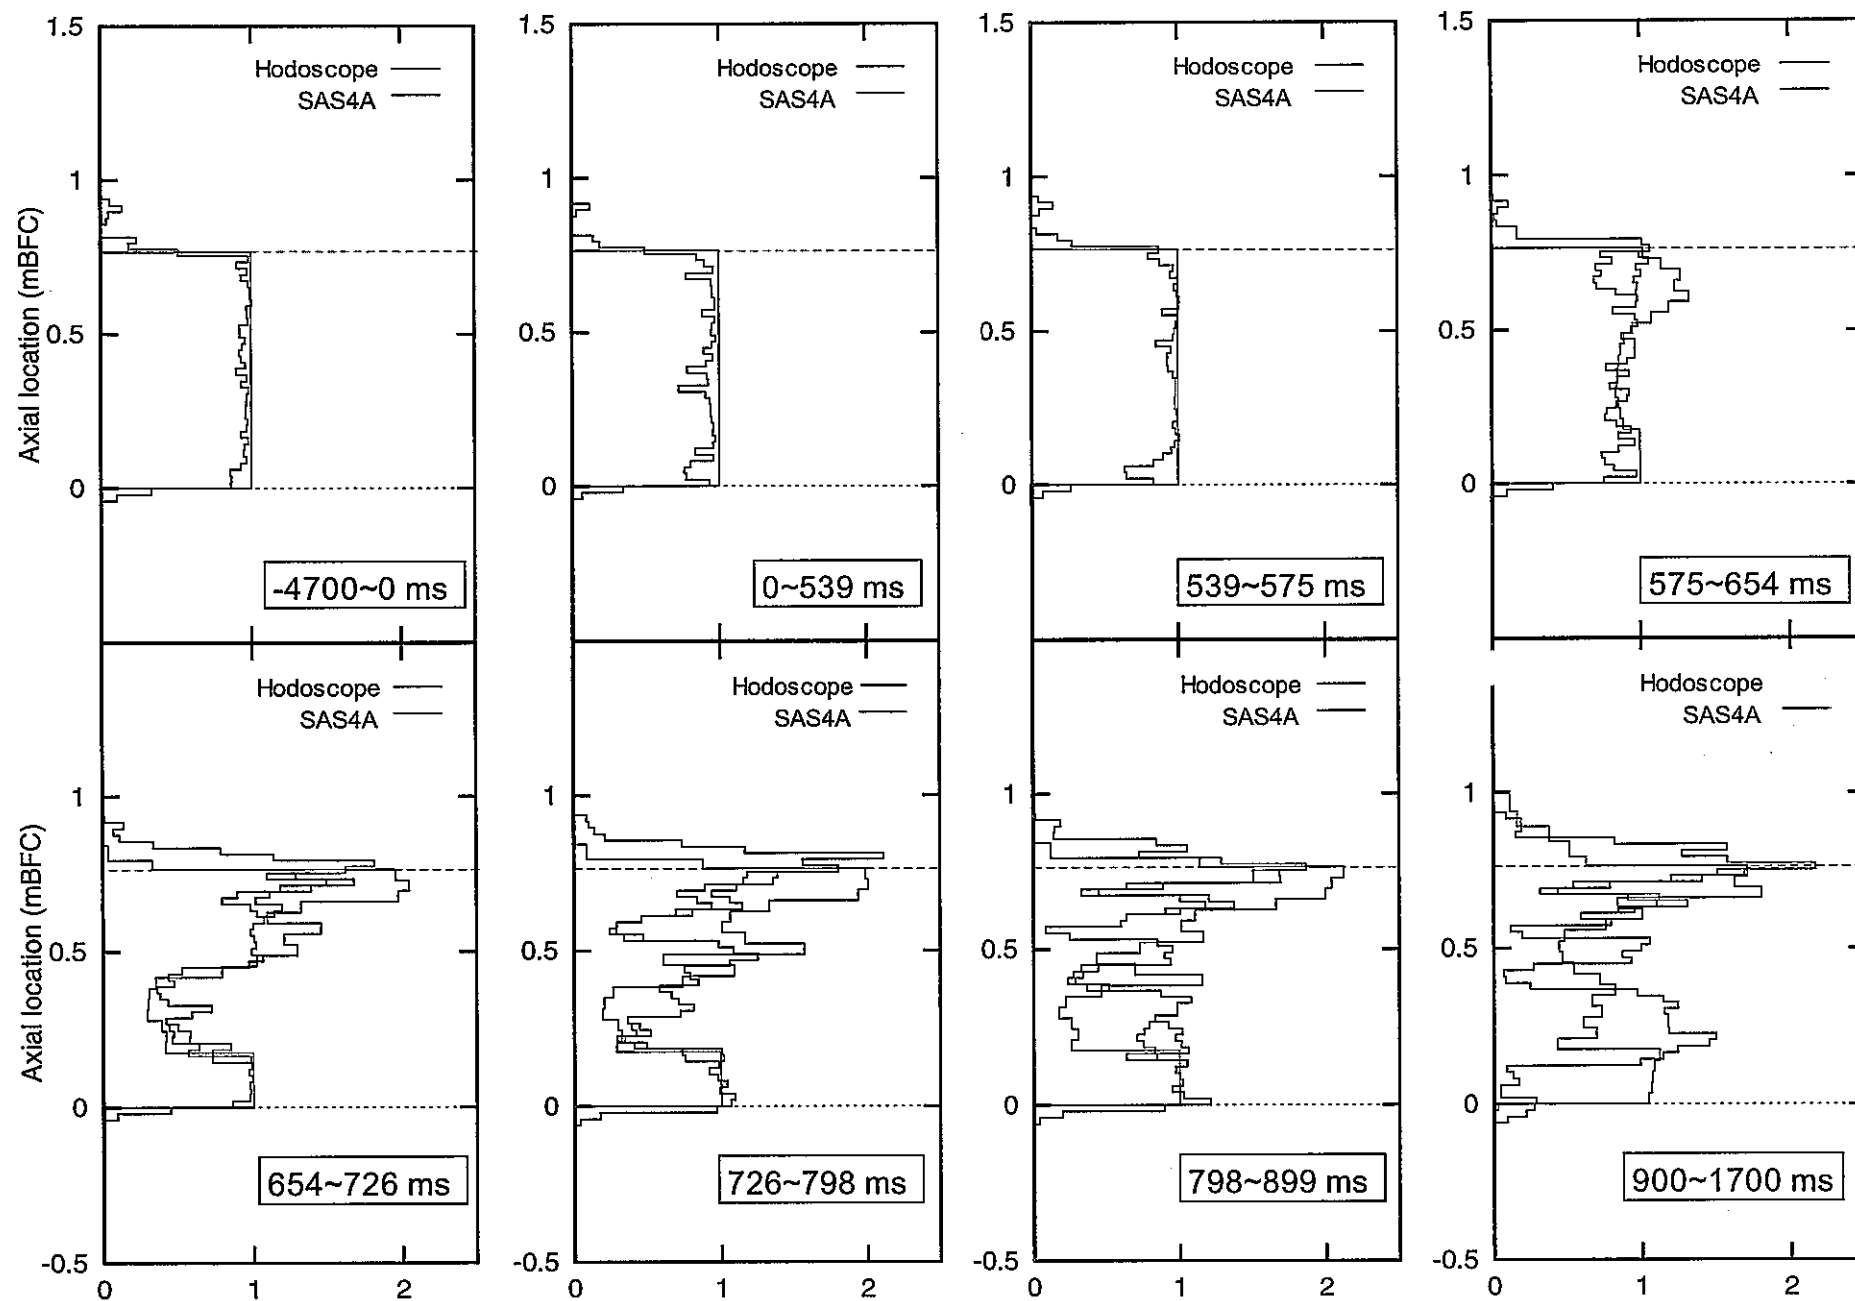 1.5
Hodoscope
SAS4A
1
Axial location (mBFC)
0.5
0
-4700~0 ms
1.5
Hodoscope
SAS4A
1
0.5
0
0~539 ms
1.5
Hodoscope
SAS4A
1
0.5
0
539~575 ms
1.5
Hodoscope
SAS4A
1
0.5
0
575~654 ms
Hodoscope
SAS4A
1
Axial location (mBFC)
0.5
0
654~726 ms
-0.5
0 1 2
Hodoscope
SAS4A
1
0.5
0
726~798 ms
-0.5
0 1 2
Hodoscope
SAS4A
1
0.5
0
798~899 ms
-0.5
0 1 2
Hodoscope
SAS4A
1
0.5
0
900~1700 ms
-0.5
0 1 2